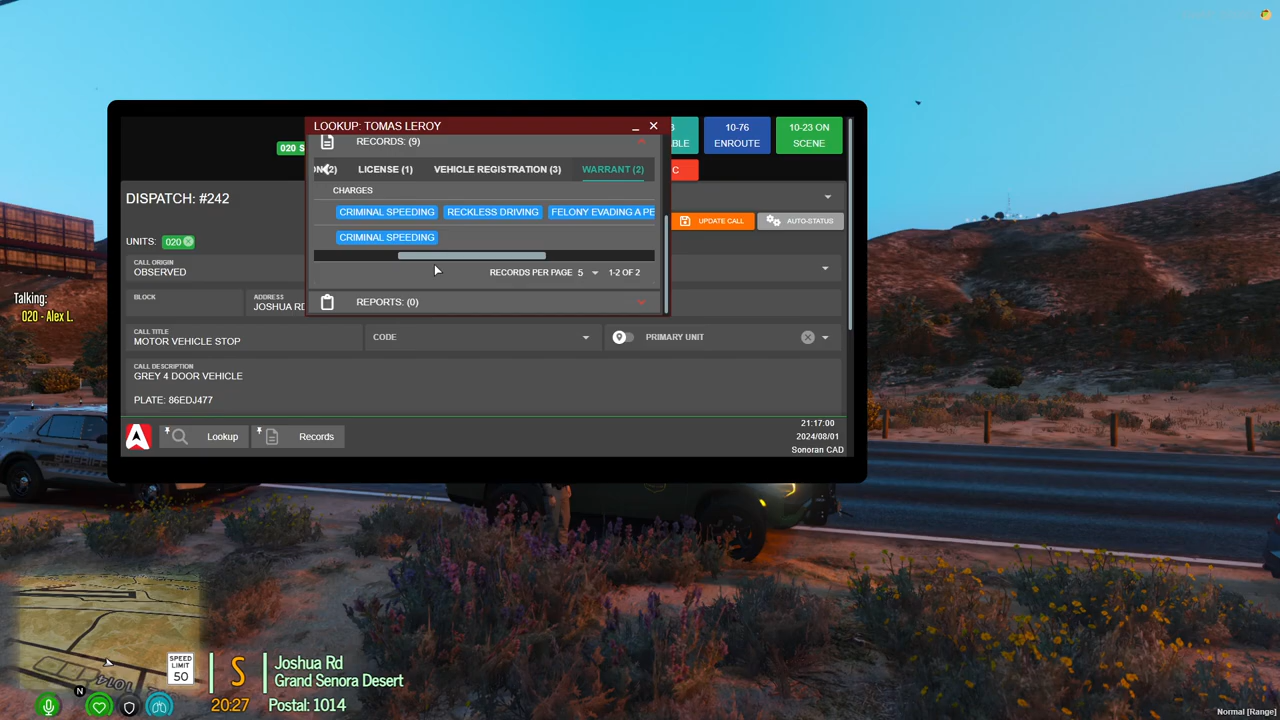 LOOKUP: TOMAS LEROY
RECORDS: (9)
LICENSE (1) VEHICLE REGISTRATION (3) WARRANT (2)
CHARGES
CRIMINAL SPEEDING RECKLESS DRIVING FELONY EVADING A PE
CRIMINAL SPEEDING
RECORDS PER PAGE 5 1-2 OF 2
REPORTS: (0)
10-76 ENROUTE
10-23 ON SCENE
020 S
DISPATCH: #242
UPDATE CALL AUTO-STATUS
UNITS: 020
CALL ORIGIN
OBSERVED
BLOCK
ADDRESS
JOSHUA RD
CALL TITLE
MOTOR VEHICLE STOP
CODE
PRIMARY UNIT
CALL DESCRIPTION
GREY 4 DOOR VEHICLE
PLATE: 86EDJ477
Lookup Records
21:17:00
2024/08/01
Sonoran CAD
Talking:
020 - Alex L.
SHERIFF
SPEED LIMIT 50
N
1014
S
20:27
Joshua Rd
Grand Senora Desert
Postal: 1014
Normal [Range]